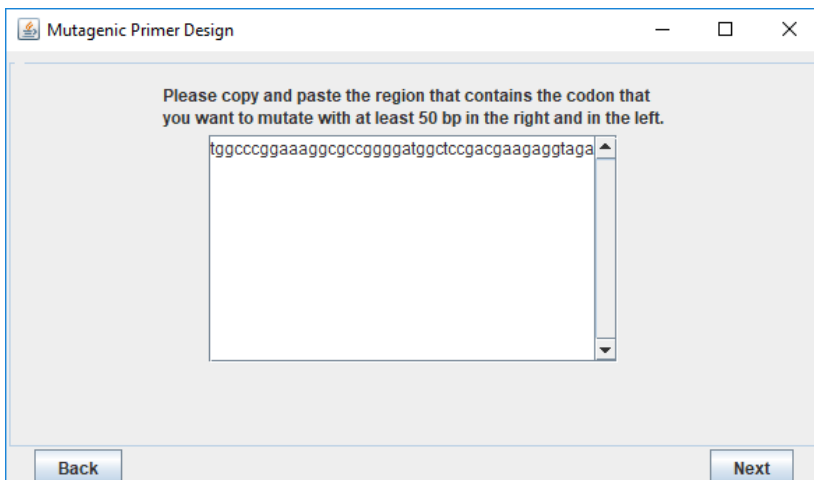 Mutagenic Primer Design
Please copy and paste the region that contains the codon that
you want to mutate with at least 50 bp in the right and in the left.
tggcccggaaaggcgccggggatggctccgacgaagaggtaga
Back
Next